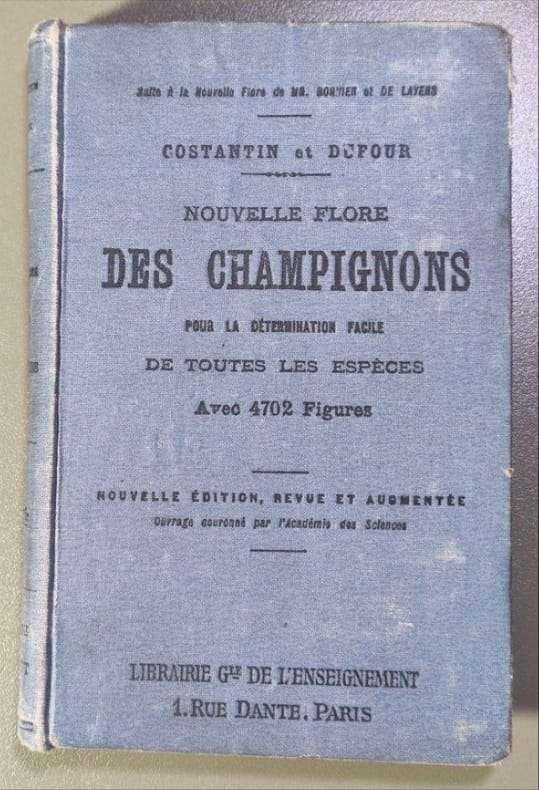 Suite à la Nouvelle Flore de MM. BONNIER et DE LAYENS
COSTANTIN et DUFOUR
NOUVELLE FLORE
DES CHAMPIGNONS
POUR LA DÉTERMINATION FACILE
DE TOUTES LES ESPÈCES
Avec 4702 Figures
NOUVELLE ÉDITION, REVUE ET AUGMENTÉE
Ouvrage couronné par l'Académie des Sciences
LIBRAIRIE Gle DE L'ENSEIGNEMENT
1. RUE DANTE. PARIS